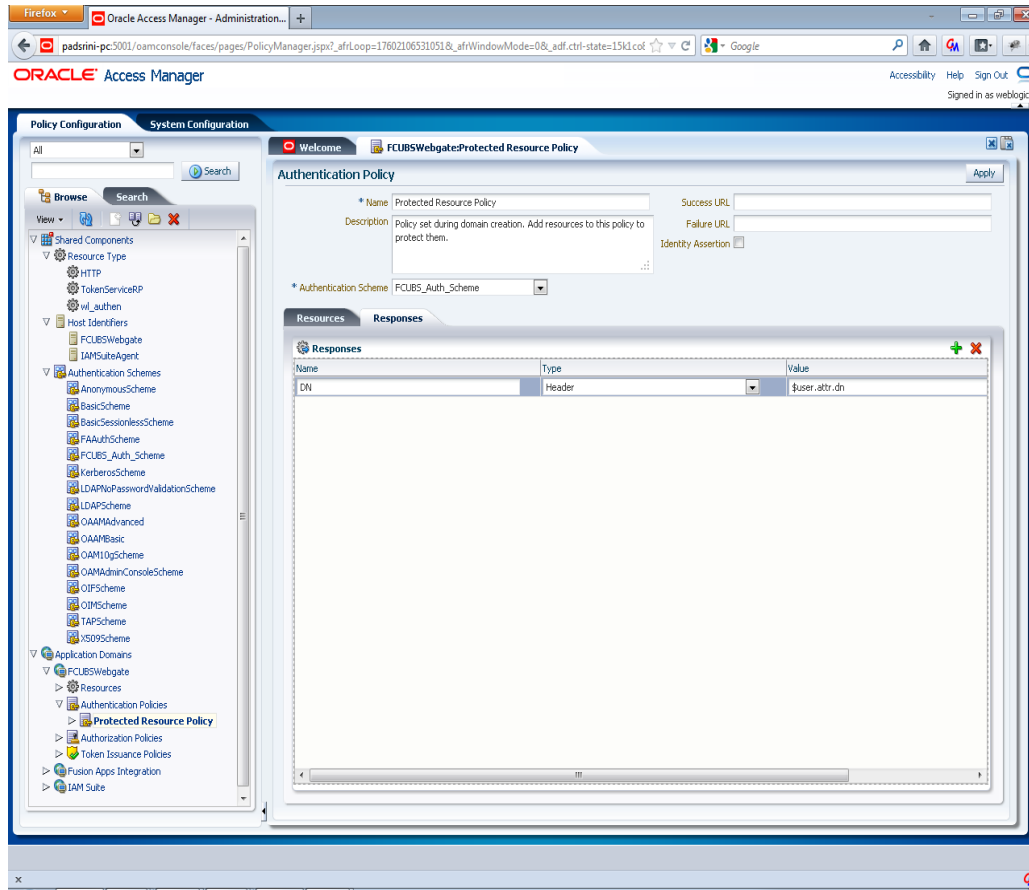 Firefox
Oracle Access Manager - Administration...
padsrini-pc:5001/oamconsole/faces/pages/PolicyManager.jspx?_afrLoop=17602106531051&_afrWindowMode=0&_adf.ctrl-state=15k1co
Google
ORACLE Access Manager
Accessibility Help Sign Out
Signed in as weblogic
Policy Configuration System Configuration
All
Search
Browse Search
View
Shared Components
Resource Type
HTTP
TokenServiceRP
wl_authen
Host Identifiers
FCUBSWebgate
IAMSuiteAgent
Authentication Schemes
AnonymousScheme
BasicScheme
BasicSessionlessScheme
FAAuthScheme
FCUBS_Auth_Scheme
KerberosScheme
LDAPNoPasswordValidationScheme
LDAPScheme
OAAMAdvanced
OAAMBasic
OAM10gScheme
OAMAdminConsoleScheme
OIFScheme
OIMScheme
TAPScheme
X509Scheme
Application Domains
FCUBSWebgate
Resources
Authentication Policies
Protected Resource Policy
Authorization Policies
Token Issuance Policies
Fusion Apps Integration
IAM Suite
Welcome FCUBSWebgate:Protected Resource Policy
Authentication Policy
Apply
* Name Protected Resource Policy
Description Policy set during domain creation. Add resources to this policy to
protect them.
* Authentication Scheme FCUBS_Auth_Scheme
Success URL
Failure URL
Identity Assertion
Resources Responses
Responses
Name Type Value
DN Header $user.attr.dn